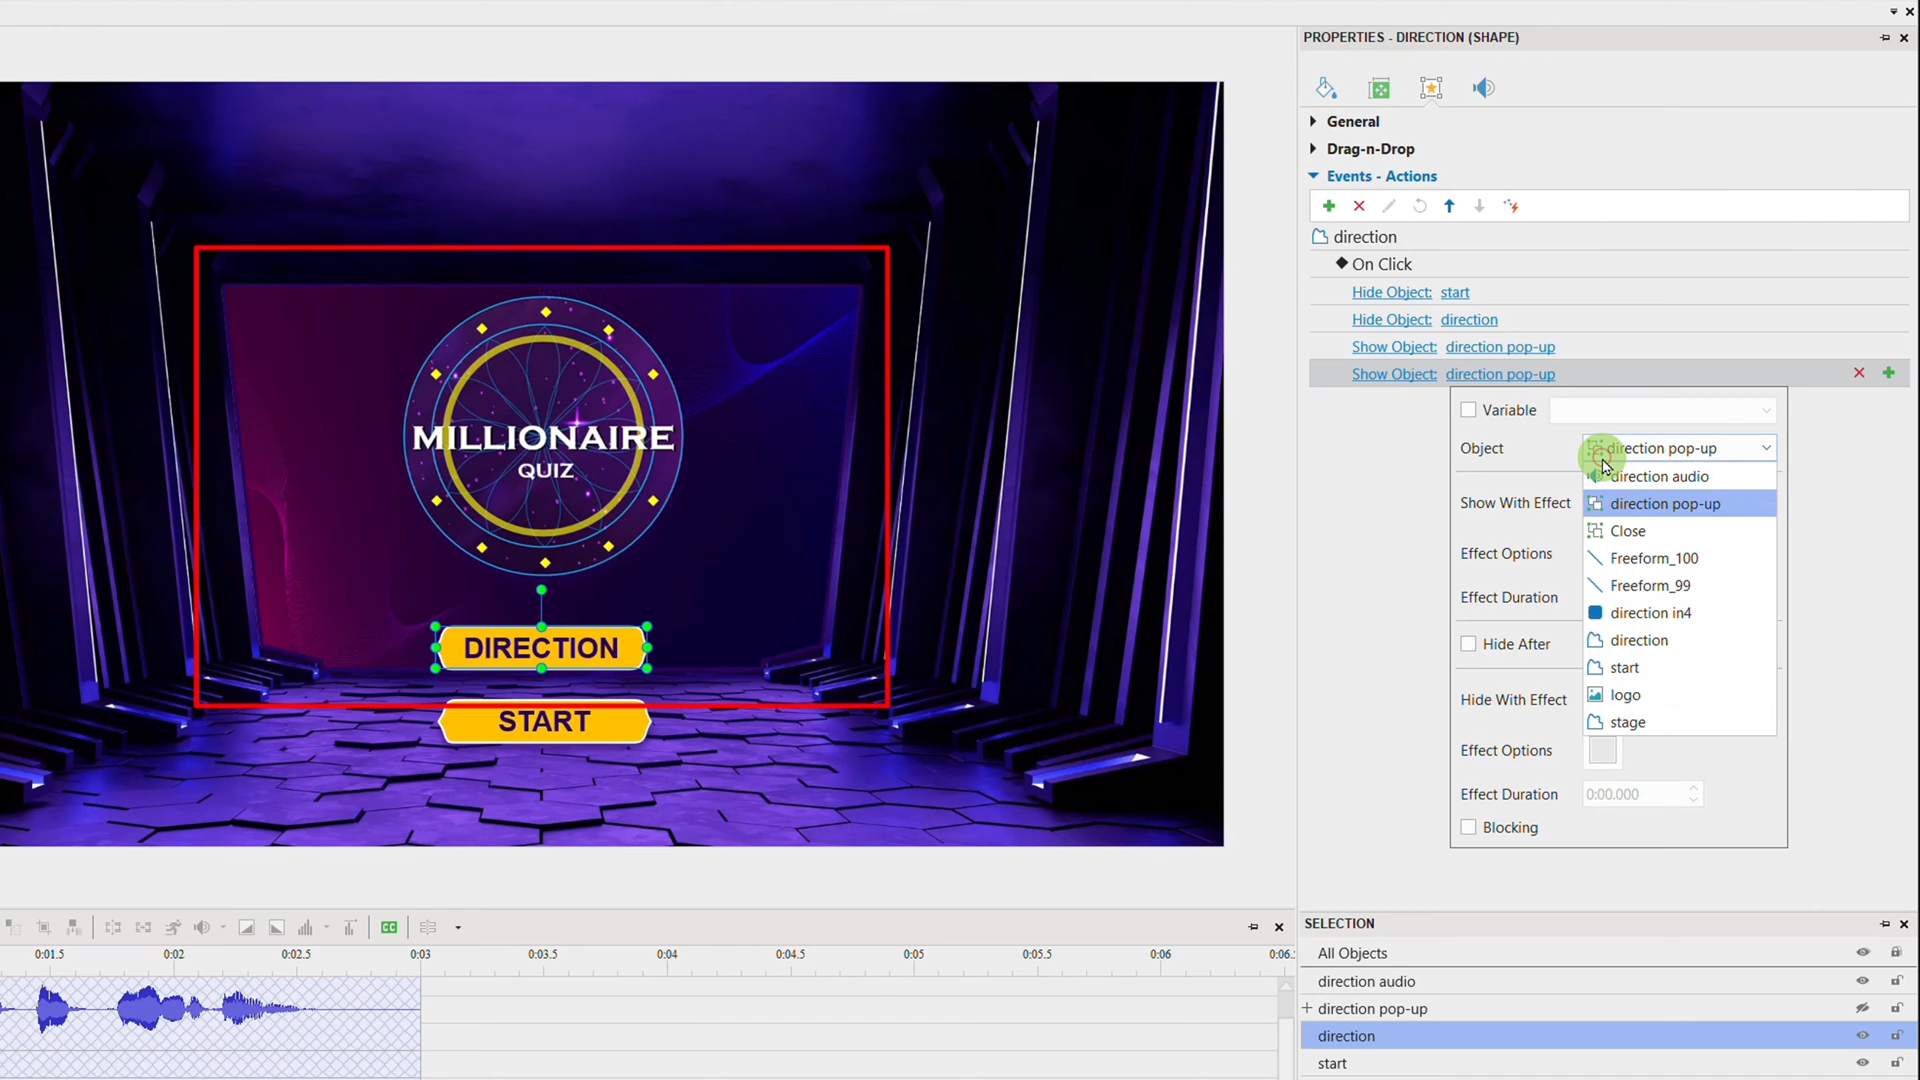 PROPERTIES - DIRECTION (SHAPE)
General
Drag-n-Drop
Events - Actions
direction
On Click
Hide Object: start
Hide Object: direction
Show Object: direction pop-up
Show Object: direction pop-up
Variable
Object direction pop-up
direction audio
Show With Effect direction pop-up
Close
Effect Options Freeform_100
Freeform_99
Effect Duration direction in4
Hide After direction
start
Hide With Effect logo
stage
Effect Options
Effect Duration 0:00.000
Blocking
MILLIONAIRE
QUIZ
DIRECTION
START
CC
0:01.5 0:02 0:02.5 0:03 0:03.5 0:04 0:04.5 0:05 0:05.5 0:06 0:06.
SELECTION
All Objects
direction audio
direction pop-up
direction
start